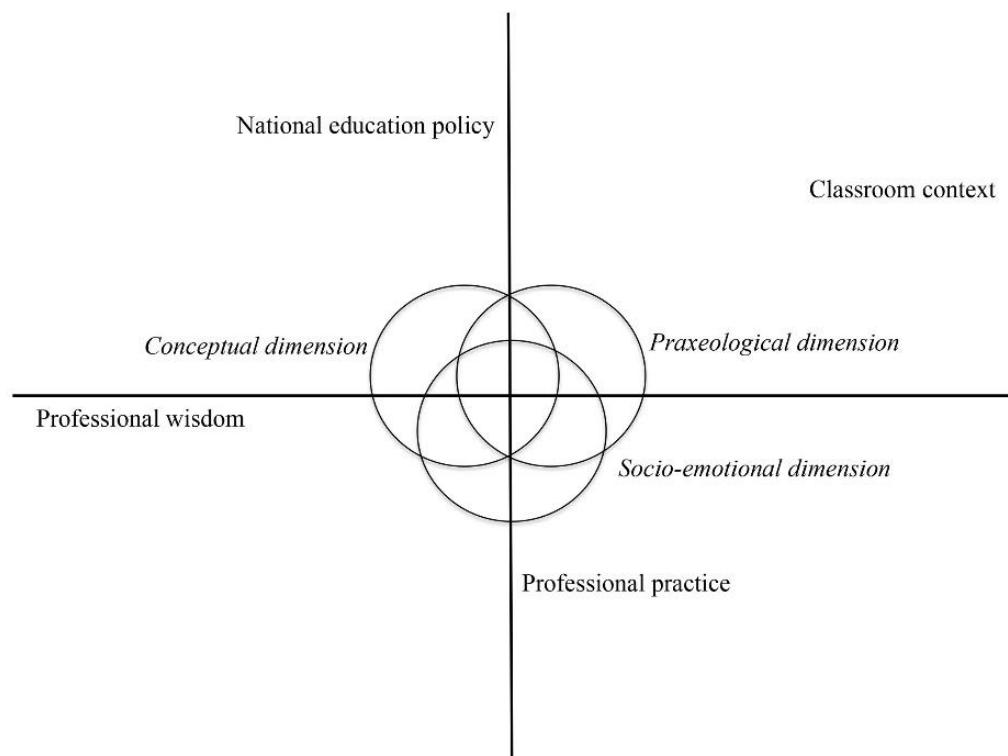 National education policy
Classroom context
Conceptual dimension
Praxeological dimension
Professional wisdom
Socio-emotional dimension
Professional practice